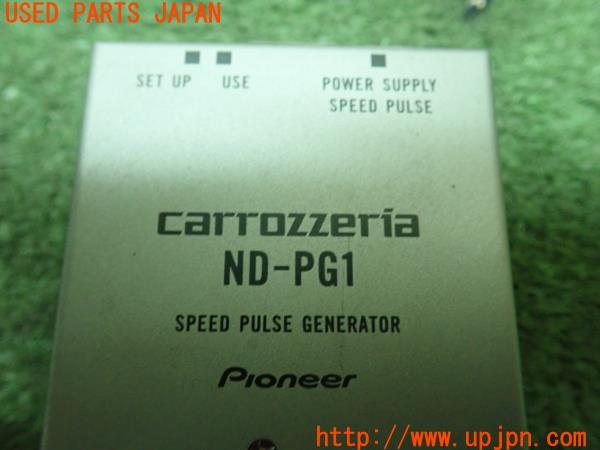 USED PARTS JAPAN
SET UP USE POWER SUPPLY
SPEED PULSE
carrozzeria
ND-PG1
SPEED PULSE GENERATOR
Pioneer
http://www.upjpn.com